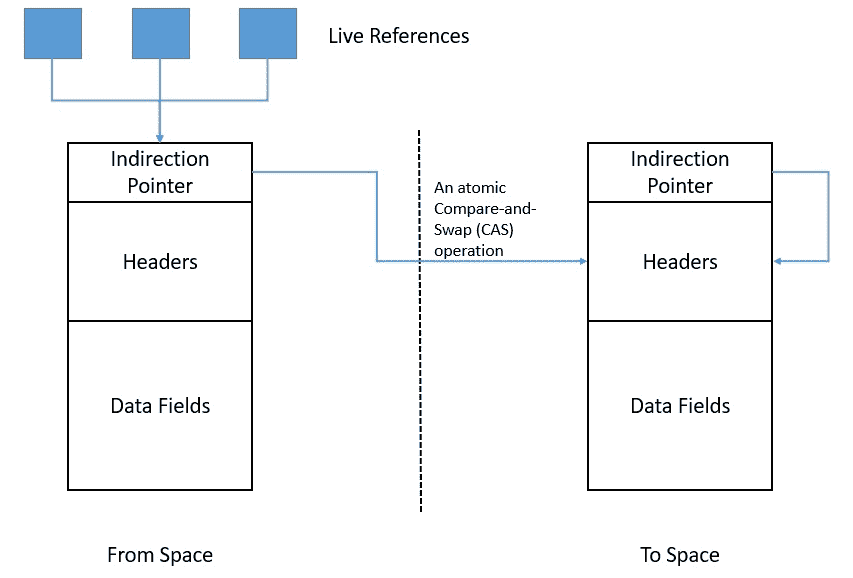 Live References
Indirection
Pointer
Headers
Data Fields
From Space
An atomic
Compare-and-
Swap (CAS)
operation
Indirection
Pointer
Headers
Data Fields
To Space